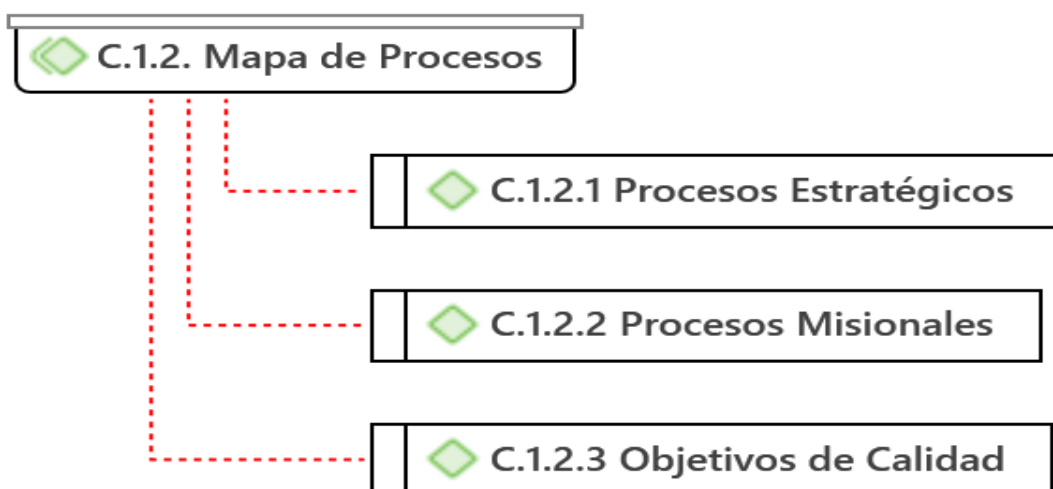 C.1.2. Mapa de Procesos
C.1.2.1 Procesos Estratégicos
C.1.2.2 Procesos Misionales
C.1.2.3 Objetivos de Calidad